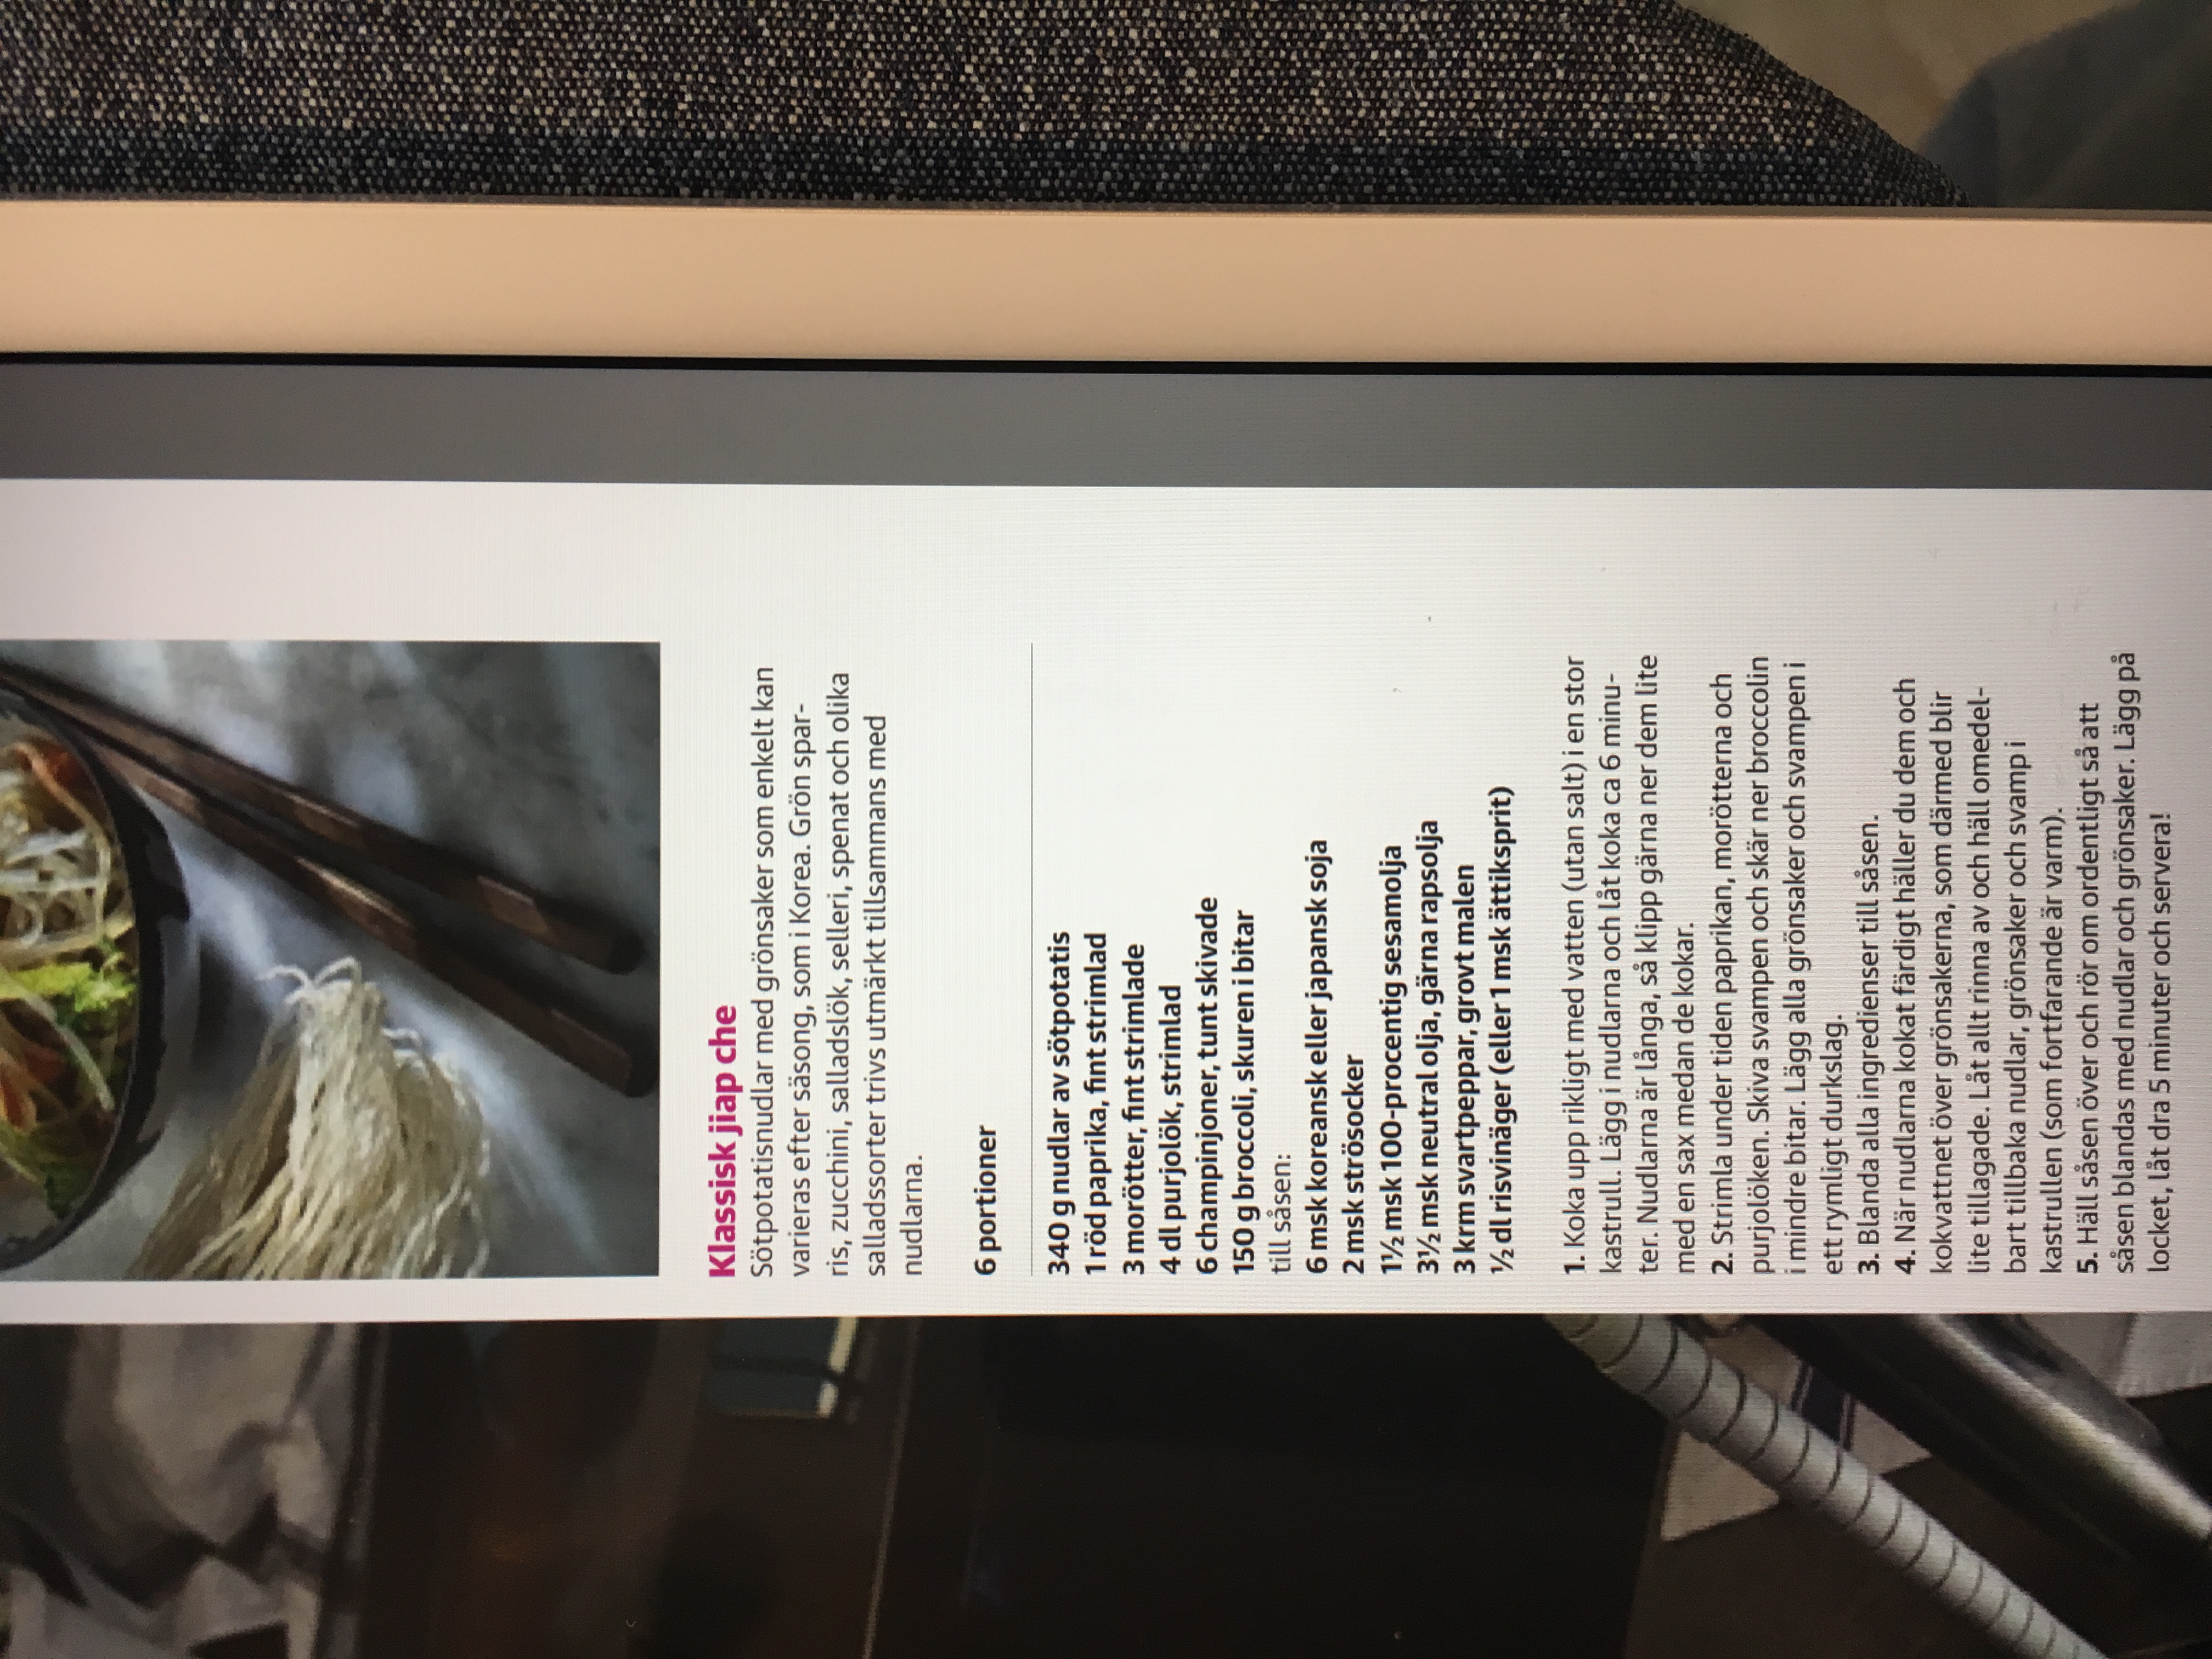 Klassisk jiap che
Sötpotatisnudlar med grönsaker som enkelt kan
varieras efter säsong, som i Korea. Grön spar-
ris, zucchini, salladslök, selleri, spenat och olika
salladssorter trivs utmärkt tillsammans med
nudlarna.
6 portioner
340 g nudlar av sötpotatis
1 röd paprika, fint strimlad
3 morötter, fint strimlade
4 dl purjolök, strimlad
6 champinjoner, tunt skivade
150 g broccoli, skuren i bitar
till såsen:
6 msk koreansk eller japansk soja
2 msk strösocker
1½ msk 100-procentig sesamolja
3½ msk neutral olja, gärna rapsolja
3 krm svartpeppar, grovt malen
½ dl risvinäger (eller 1 msk ättiksprit)
1. Koka upp rikligt med vatten (utan salt) i en stor
kastrull. Lägg i nudlarna och låt koka ca 6 minu-
ter. Nudlarna är långa, så klipp gärna ner dem lite
med en sax medan de kokar.
2. Strimla under tiden paprikan, morötterna och
purjolöken. Skiva svampen och skär ner broccolin
i mindre bitar. Lägg alla grönsaker och svampen i
ett rymligt durkslag.
3. Blanda alla ingredienser till såsen.
4. När nudlarna kokat färdigt häller du dem och
kokvattnet över grönsakerna, som därmed blir
lite tillagade. Låt allt rinna av och häll omedel-
bart tillbaka nudlar, grönsaker och svamp i
kastrullen (som fortfarande är varm).
5. Häll såsen över och rör om ordentligt så att
såsen blandas med nudlar och grönsaker. Lägg på
locket, låt dra 5 minuter och servera!